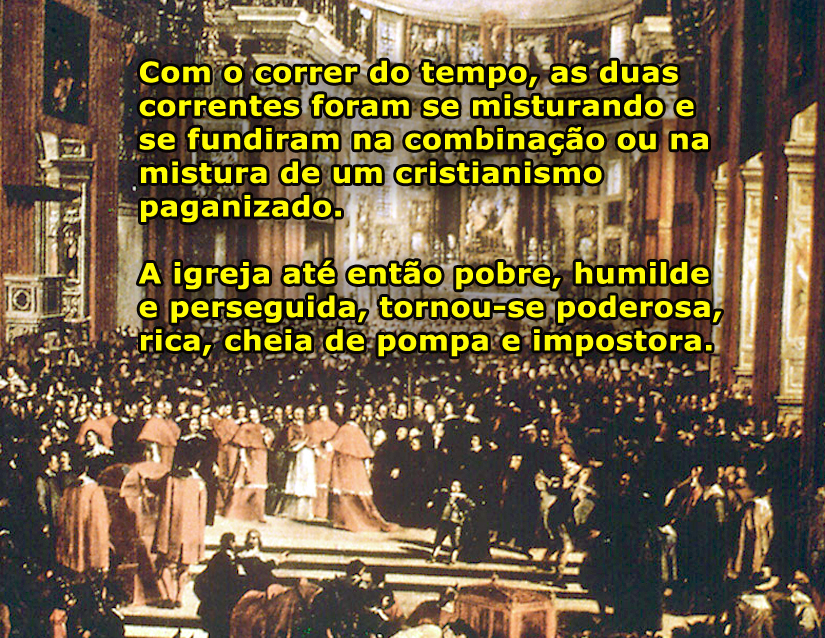 Com o correr do tempo, as duas
correntes foram se misturando e
se fundiram na combinação ou na
mistura de um cristianismo
paganizado.
A igreja até então pobre, humilde
e perseguida, tornou-se poderosa,
rica, cheia de pompa e impostora.